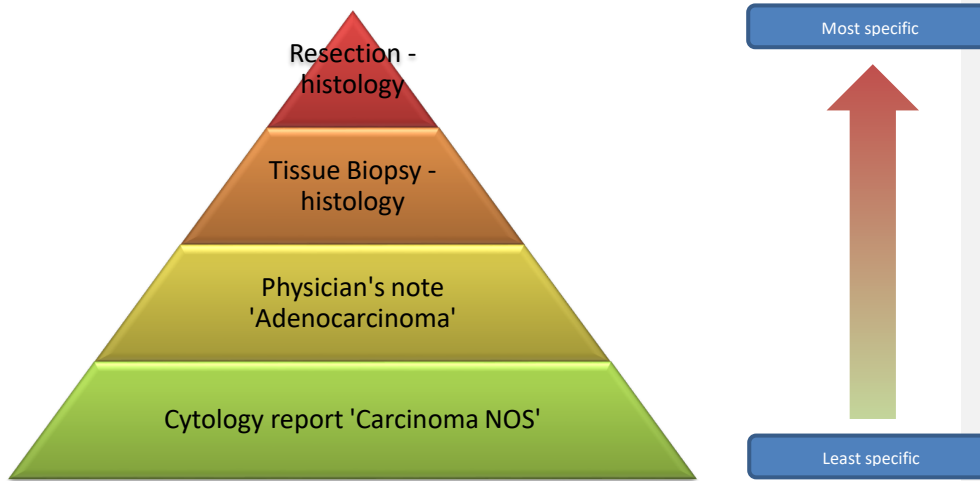 Resection -
histology
Tissue Biopsy -
histology
Physician's note
'Adenocarcinoma'
Cytology report 'Carcinoma NOS'
Most specific
Least specific